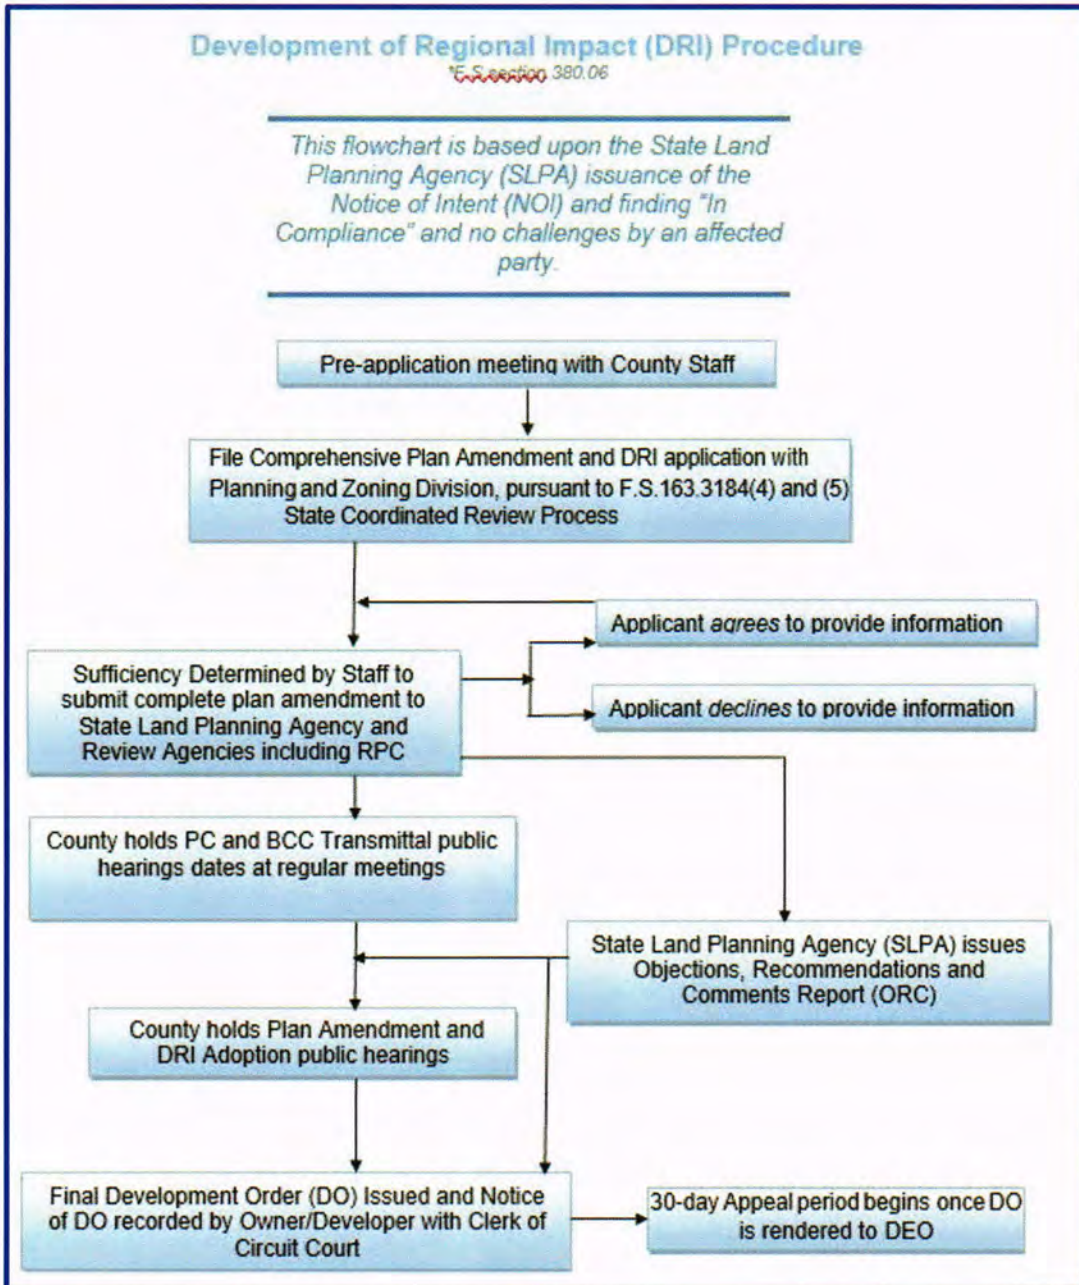 Development of Regional Impact (DRI) Procedure
*F.S.section 380.06
This flowchart is based upon the State Land
Planning Agency (SLPA) issuance of the
Notice of Intent (NOI) and finding "In
Compliance" and no challenges by an affected
party.
Pre-application meeting with County Staff
File Comprehensive Plan Amendment and DRI application with
Planning and Zoning Division, pursuant to F.S.163.3184(4) and (5)
State Coordinated Review Process
Applicant agrees to provide information
Sufficiency Determined by Staff to
submit complete plan amendment to
State Land Planning Agency and
Review Agencies including RPC
Applicant declines to provide information
County holds PC and BCC Transmittal public
hearings dates at regular meetings
State Land Planning Agency (SLPA) issues
Objections, Recommendations and
Comments Report (ORC)
County holds Plan Amendment and
DRI Adoption public hearings
Final Development Order (DO) Issued and Notice
of DO recorded by Owner/Developer with Clerk of
Circuit Court
30-day Appeal period begins once DO
is rendered to DEO